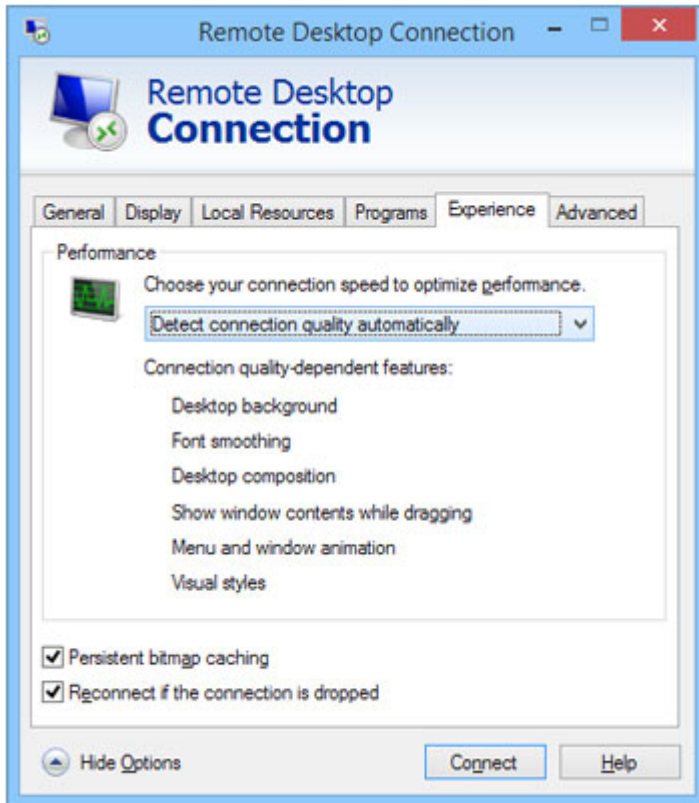 Remote Desktop Connection
Remote Desktop
Connection
General Display Local Resources Programs Experience Advanced
Performance
Choose your connection speed to optimize performance.
Detect connection quality automatically
Connection quality-dependent features:
Desktop background
Font smoothing
Desktop composition
Show window contents while dragging
Menu and window animation
Visual styles
Persistent bitmap caching
Reconnect if the connection is dropped
Hide Options Connect Help